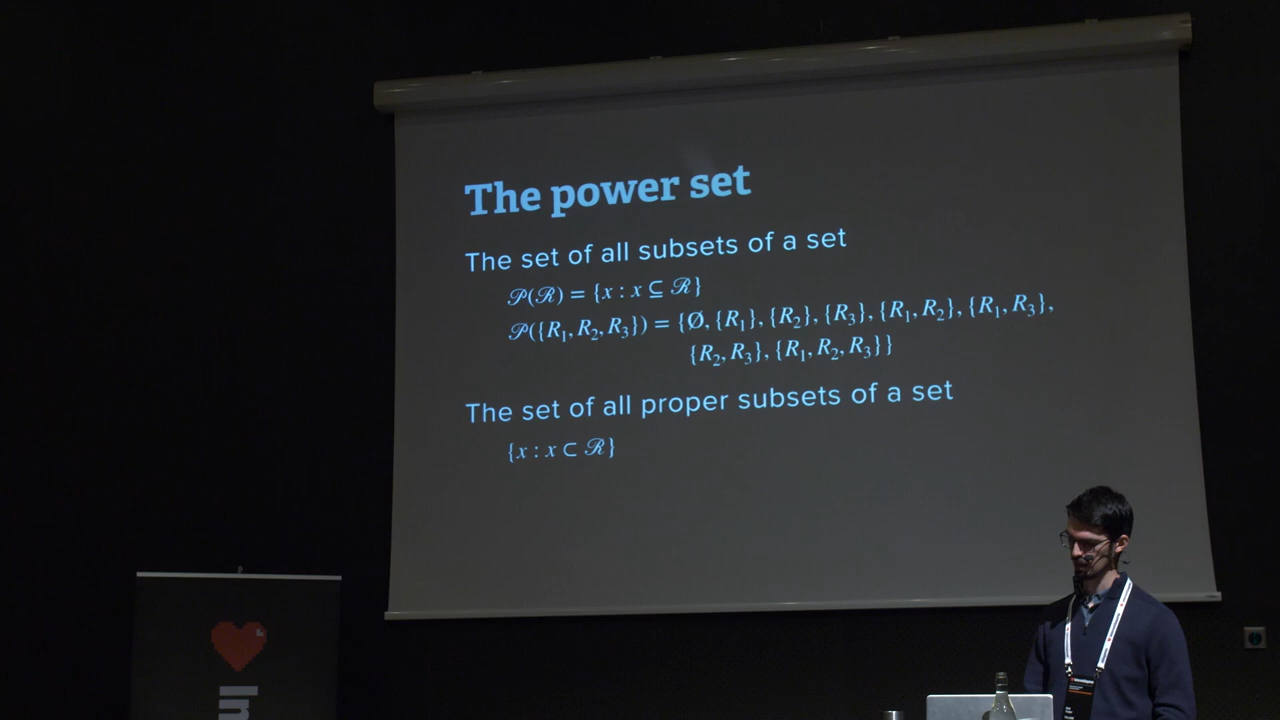 The power set
The set of all subsets of a set
𝒫(ℛ) = {x : x ⊆ ℛ}
𝒫({R₁, R₂, R₃}) = {Ø, {R₁}, {R₂}, {R₃}, {R₁, R₂}, {R₁, R₃},
{R₂, R₃}, {R₁, R₂, R₃}}
The set of all proper subsets of a set
{x : x ⊂ ℛ}
In